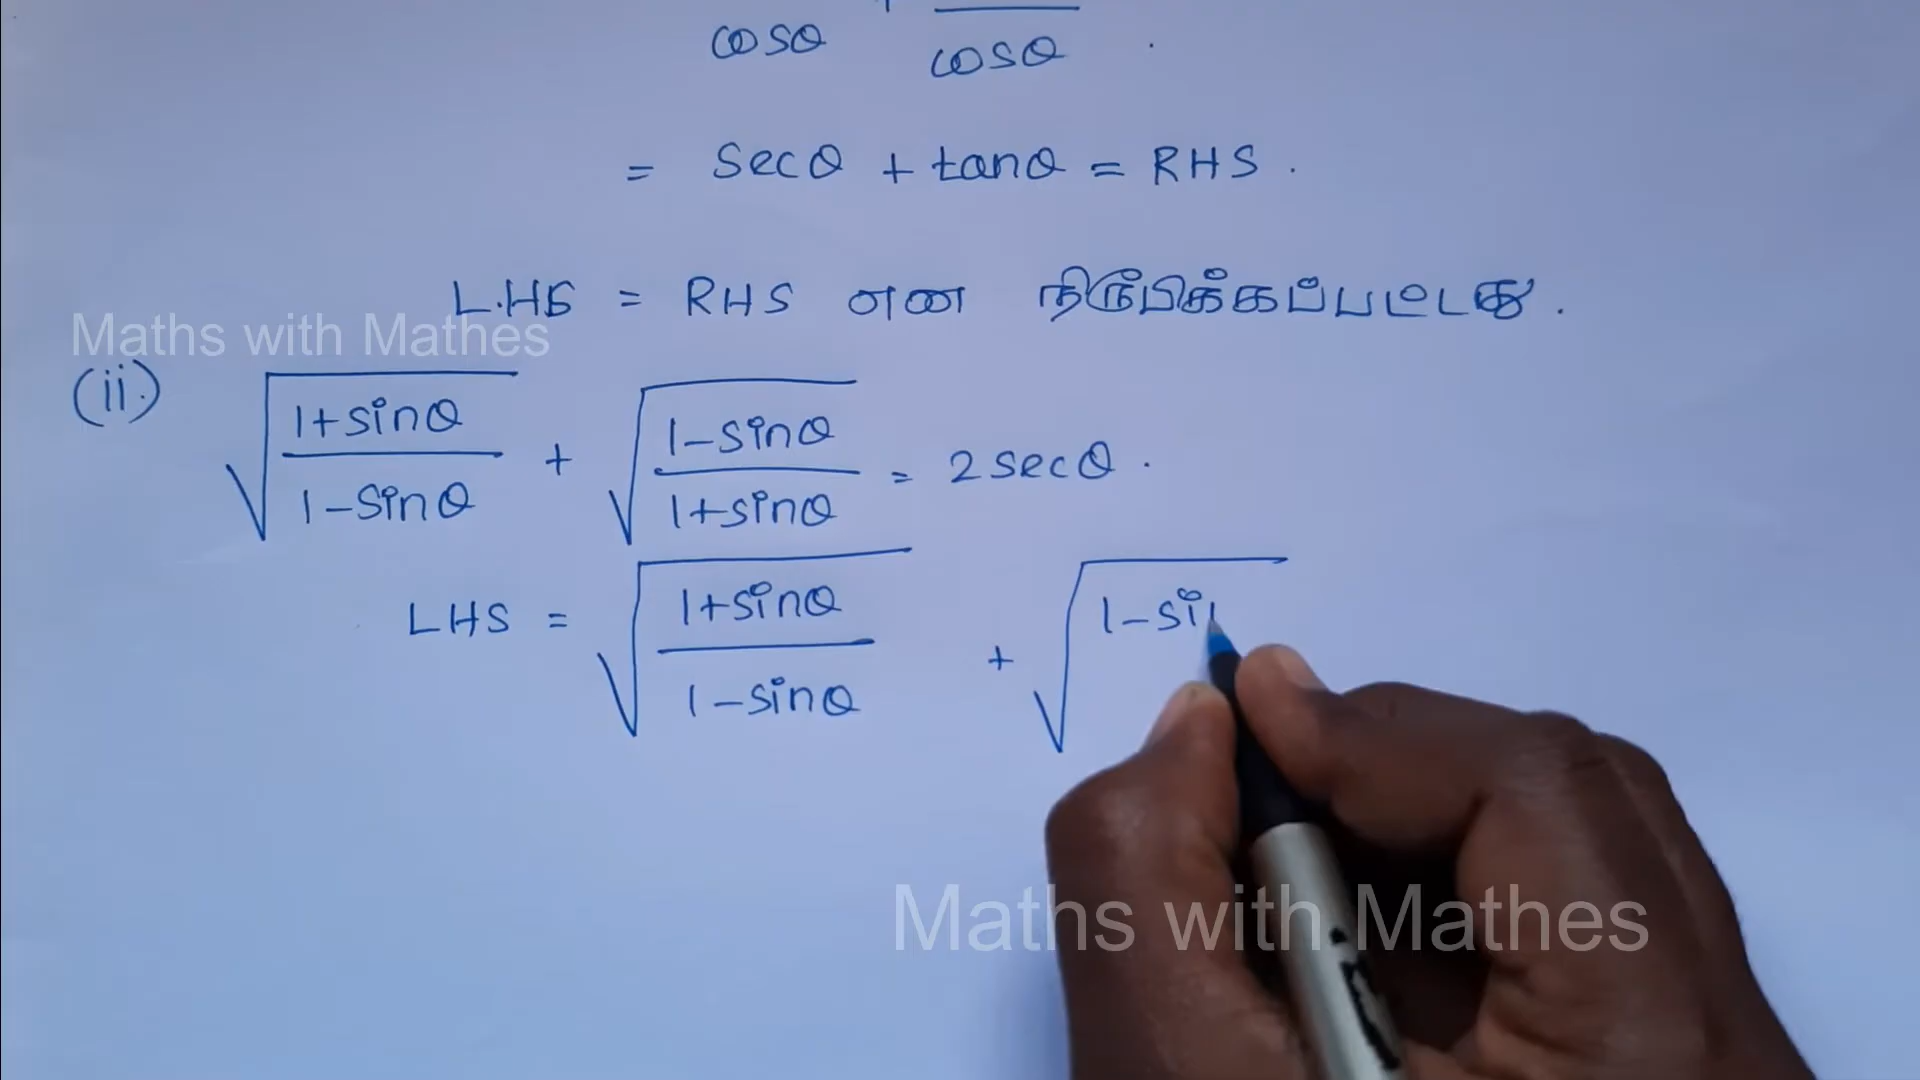 cosθ + cosθ
= secθ + tanθ = RHS.
L.HS = RHS என நிரூபிக்கப்பட்டது.
Maths with Mathes
(ii) √(1+sinθ / 1-sinθ) + √(1-sinθ / 1+sinθ) = 2secθ.
LHS = √(1+sinθ / 1-sinθ) + √(1-si
Maths with Mathes